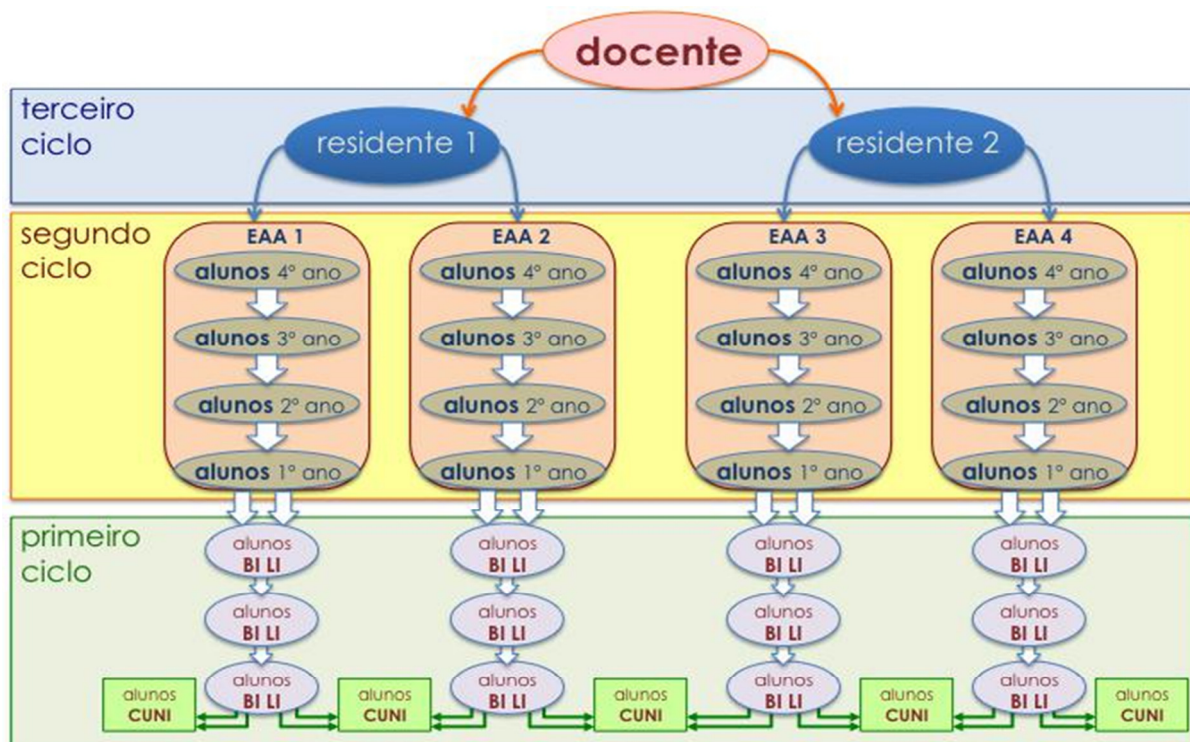 docente
terceiro
ciclo
residente 1
residente 2
segundo
ciclo
EAA 1
EAA 2
EAA 3
EAA 4
alunos 4º ano
alunos 4º ano
alunos 4º ano
alunos 4º ano
alunos 3º ano
alunos 3º ano
alunos 3º ano
alunos 3º ano
alunos 2º ano
alunos 2º ano
alunos 2º ano
alunos 2º ano
alunos 1º ano
alunos 1º ano
alunos 1º ano
alunos 1º ano
primeiro
ciclo
alunos
BI LI
alunos
BI LI
alunos
BI LI
alunos
BI LI
alunos
BI LI
alunos
BI LI
alunos
BI LI
alunos
BI LI
alunos
CUNI
alunos
BI LI
alunos
CUNI
alunos
BI LI
alunos
CUNI
alunos
BI LI
alunos
CUNI
alunos
BI LI
alunos
CUNI